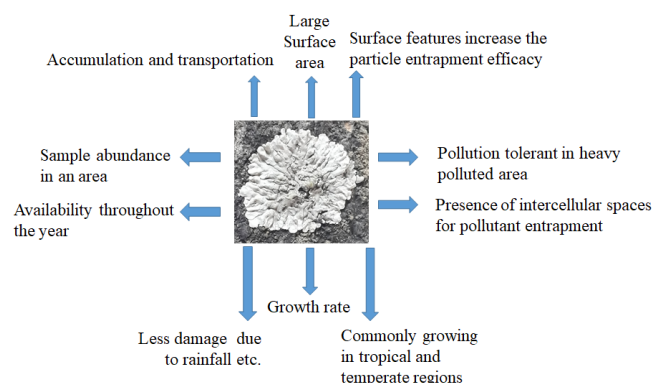 Large
Surface
area
Accumulation and transportation
Surface features increase the
particle entrapment efficacy
Sample abundance
in an area
Pollution tolerant in heavy
polluted area
Availability throughout
the year
Presence of intercellular spaces
for pollutant entrapment
Growth rate
Less damage due
to rainfall etc.
Commonly growing
in tropical and
temperate regions